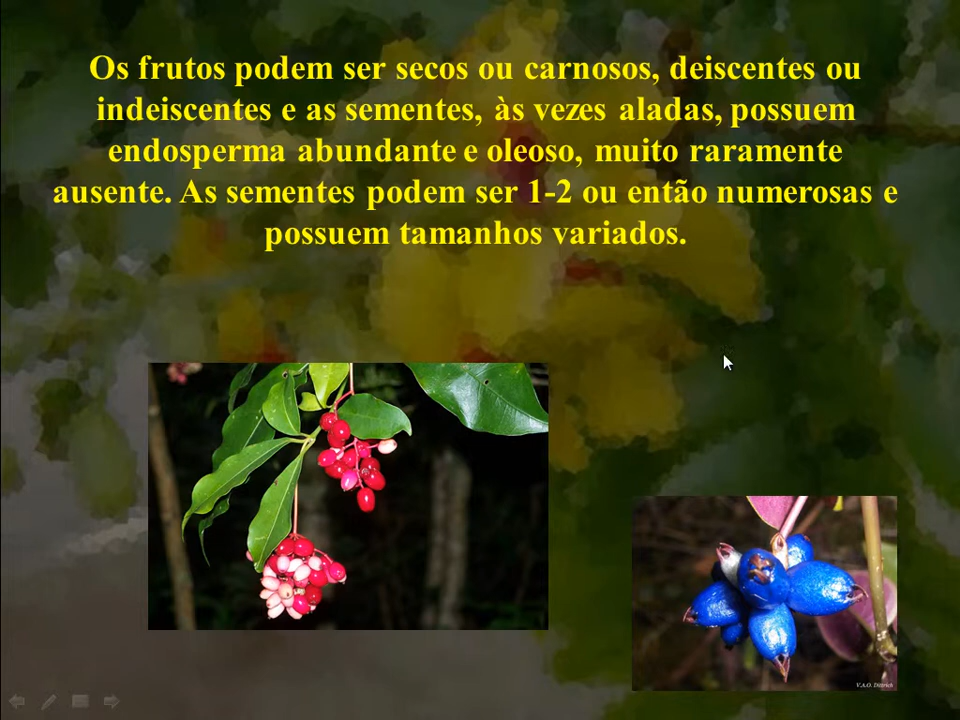 Os frutos podem ser secos ou carnosos, deiscentes ou
indeiscentes e as sementes, às vezes aladas, possuem
endosperma abundante e oleoso, muito raramente
ausente. As sementes podem ser 1-2 ou então numerosas e
possuem tamanhos variados.
V.A.O. Dittrich